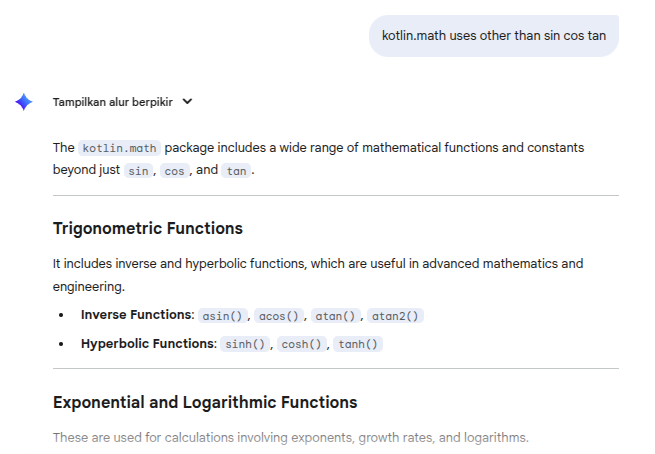 kotlin.math uses other than sin cos tan
Tampilkan alur berpikir
The kotlin.math package includes a wide range of mathematical functions and constants
beyond just sin, cos, and tan.
Trigonometric Functions
It includes inverse and hyperbolic functions, which are useful in advanced mathematics and
engineering.
• Inverse Functions: asin(), acos(), atan(), atan2()
• Hyperbolic Functions: sinh(), cosh(), tanh()
Exponential and Logarithmic Functions
These are used for calculations involving exponents, growth rates, and logarithms.